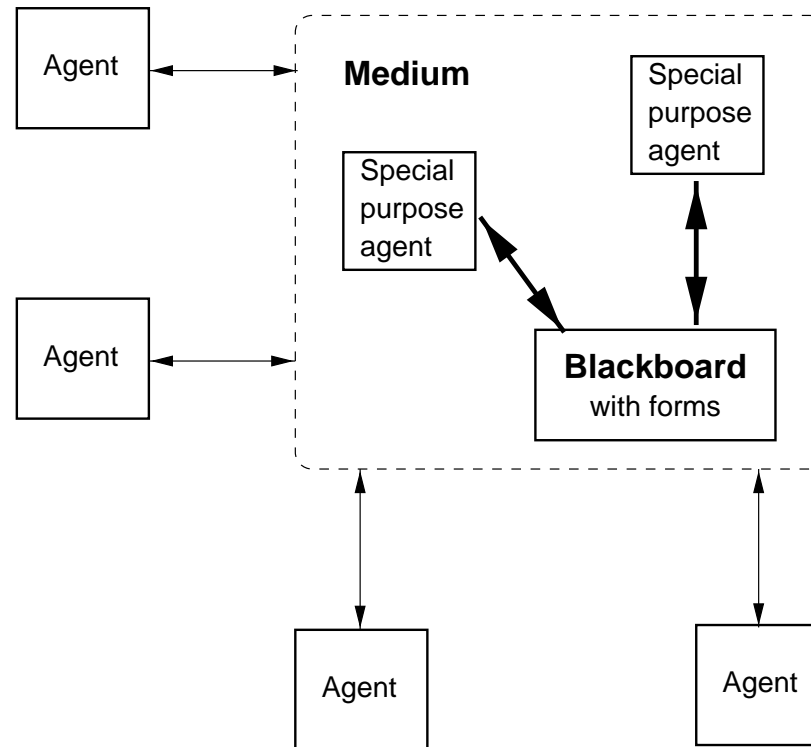 Agent
Medium
Special
purpose
agent
Special
purpose
agent
Agent
Blackboard
with forms
Agent
Agent